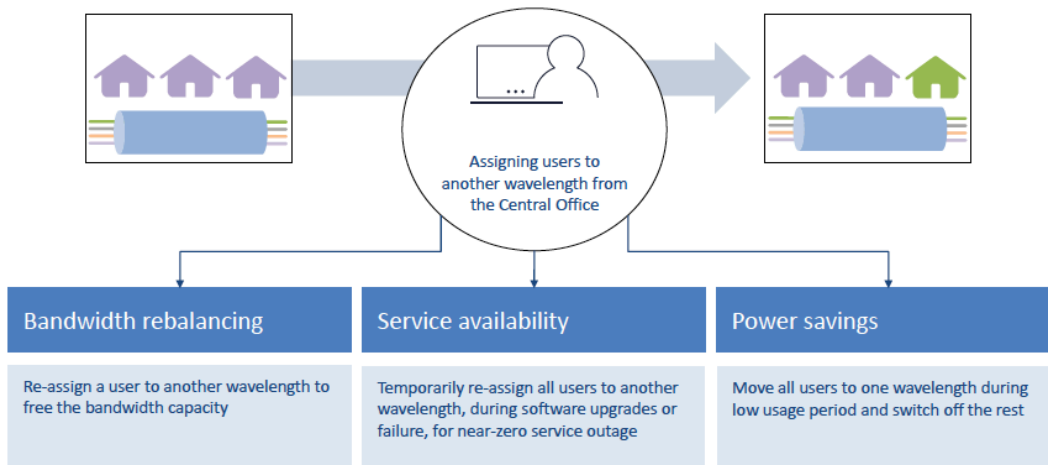 Assigning users to
another wavelength from
the Central Office
Bandwidth rebalancing
Service availability
Power savings
Re-assign a user to another wavelength to
free the bandwidth capacity
Temporarily re-assign all users to another
wavelength, during software upgrades or
failure, for near-zero service outage
Move all users to one wavelength during
low usage period and switch off the rest